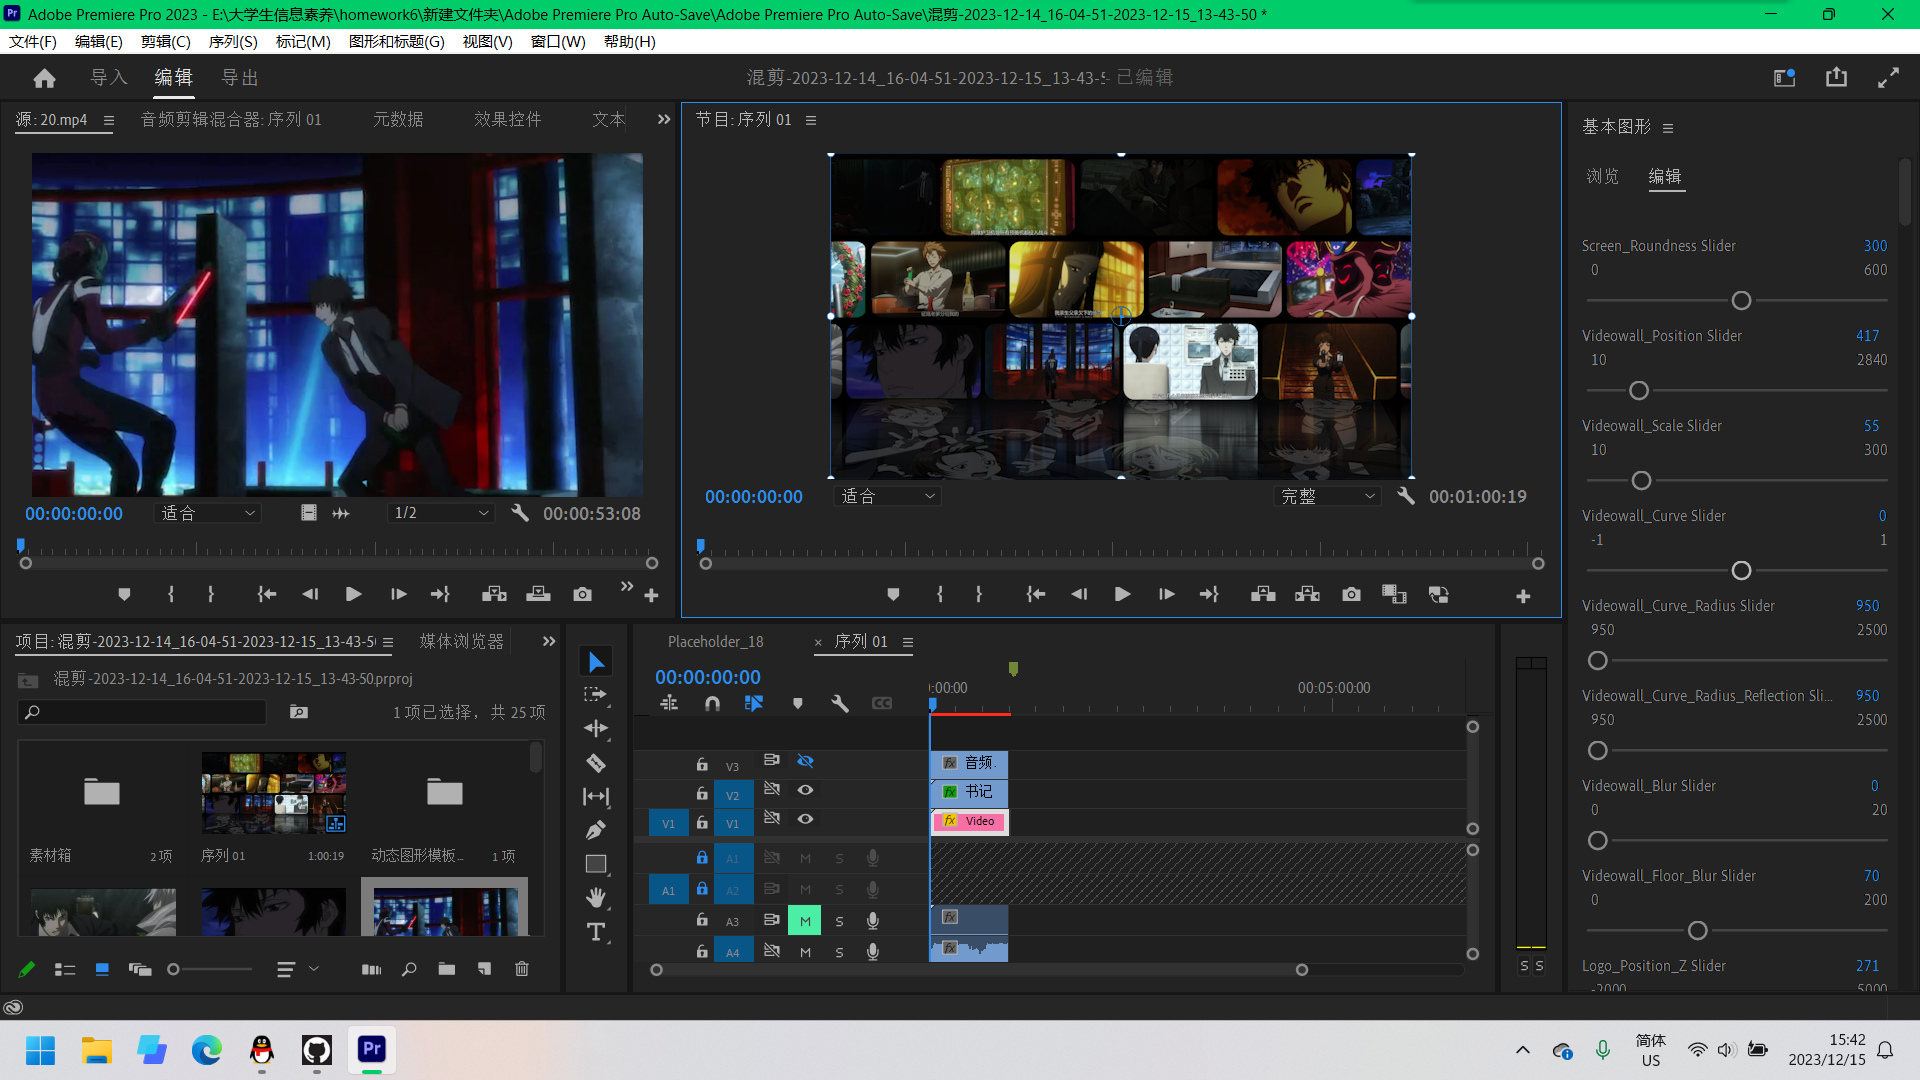 Adobe Premiere Pro 2023 - E:\大学生信息素养\homework6\新建文件夹\Adobe Premiere Pro Auto-Save\Adobe Premiere Pro Auto-Save\混剪-2023-12-14_16-04-51-2023-12-15_13-43-50 *
文件(F) 编辑(E) 剪辑(C) 序列(S) 标记(M) 图形和标题(G) 视图(V) 窗口(W) 帮助(H)
导入 编辑 导出
混剪-2023-12-14_16-04-51-2023-12-15_13-43-5 - 已编辑
源: 20.mp4 音频剪辑混合器: 序列 01 元数据 效果控件 文本
00:00:00:00 适合 1/2 00:00:53:08
节目: 序列 01
00:00:00:00 适合 完整 00:01:00:19
基本图形
浏览 编辑
Screen_Roundness Slider 300
0 600
Videowall_Position Slider 417
10 2840
Videowall_Scale Slider 55
10 300
Videowall_Curve Slider 0
-1 1
Videowall_Curve_Radius Slider 950
950 2500
Videowall_Curve_Radius_Reflection Sli... 950
950 2500
Videowall_Blur Slider 0
0 20
Videowall_Floor_Blur Slider 70
0 200
Logo_Position_Z Slider 271
-2000 5000
项目: 混剪-2023-12-14_16-04-51-2023-12-15_13-43-50 媒体浏览器
混剪-2023-12-14_16-04-51-2023-12-15_13-43-50.prproj
1 项已选择，共 25 项
素材箱 2 项
序列 01 1:00:19
动态图形模板... 1 项
Placeholder_18 × 序列 01
00:00:00:00
:00:00 00:05:00:00
V3 音频.
V2 书记
V1 V1 Video
A1 M S
A1 A2 M S
A3 M S
A4 M S
S S
Pr
简体
US
15:42
2023/12/15